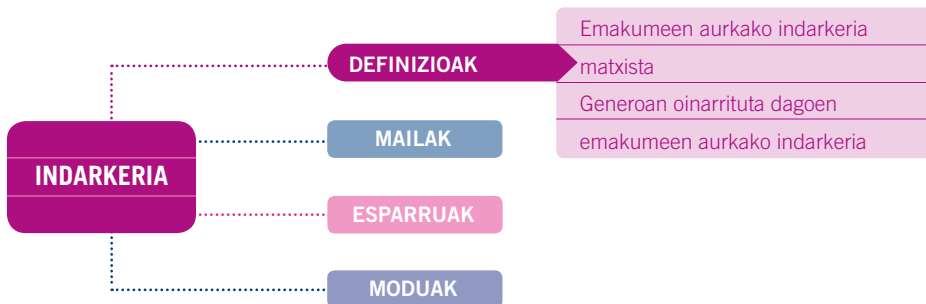 INDARKERIA
DEFINIZIOAK
Emakumeen aurkako indarkeria
matxista
Generoan oinarrituta dagoen
emakumeen aurkako indarkeria
MAILAK
ESPARRUAK
MODUAK